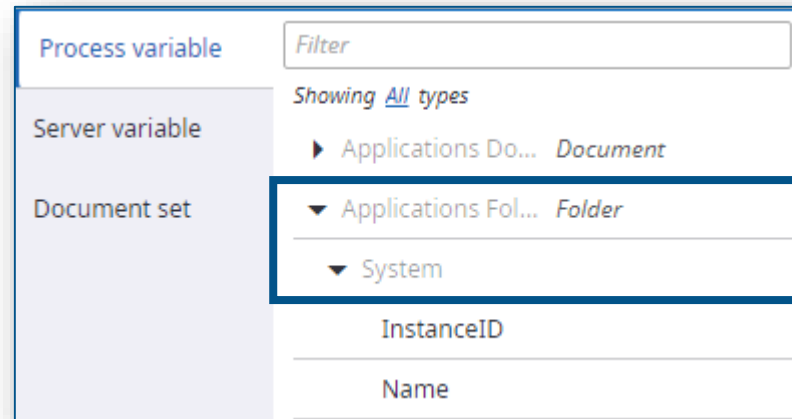 Process variable
Server variable
Document set
Filter
Showing All types
Applications Do... Document
Applications Fol... Folder
System
InstanceID
Name